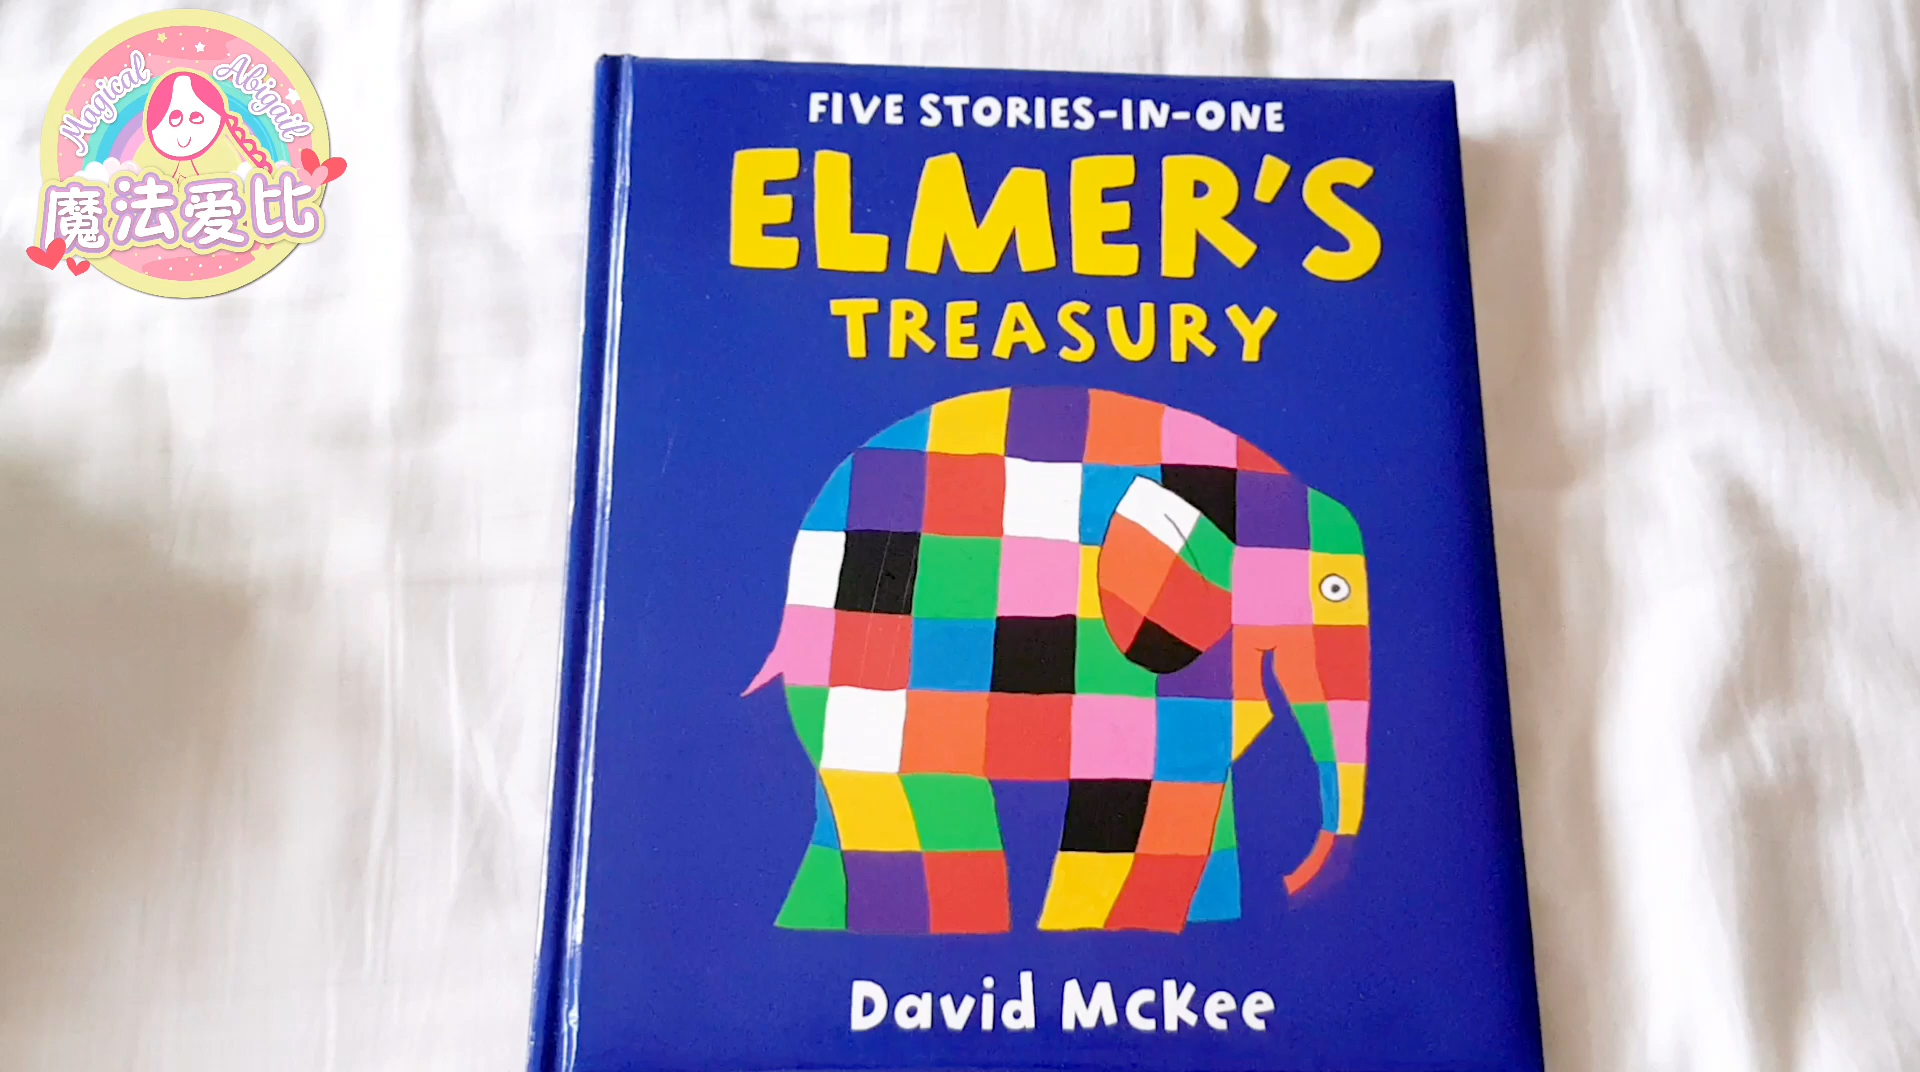 Magical Abigail
魔法爱比
FIVE STORIES-IN-ONE
ELMER'S
TREASURY
David McKee